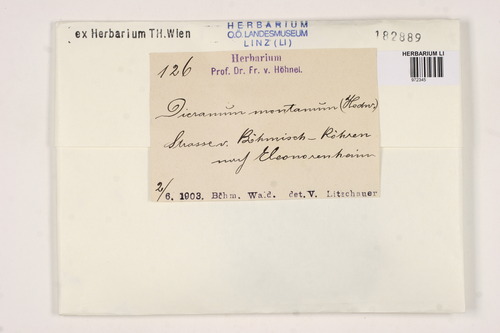 ex Herbarium TH.Wien
HERBARIUM
O.Ö. LANDESMUSEUM
LINZ (LI)
182889
HERBARIUM LI
972345
126
Herbarium
Prof. Dr. Fr. v. Höhnel.
Dicranum montanum (Hedw.)
Strasse v. Böhmisch-Röhren
nach Eleonorenhain
2/6. 1903. Böhm. Wald. det. V. Litschauer